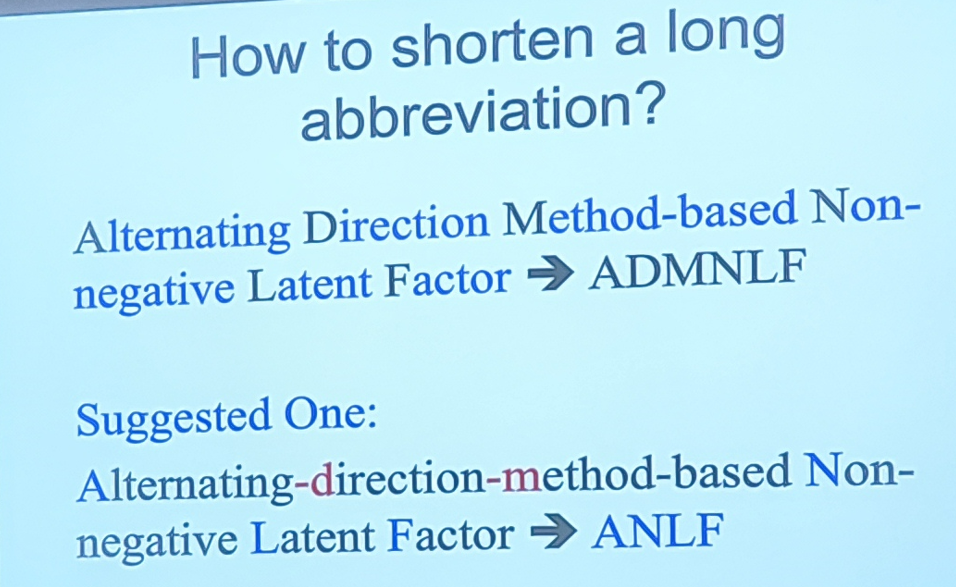 How to shorten a long
abbreviation?
Alternating Direction Method-based Non-
negative Latent Factor ➔ ADMNLF
Suggested One:
Alternating-direction-method-based Non-
negative Latent Factor ➔ ANLF